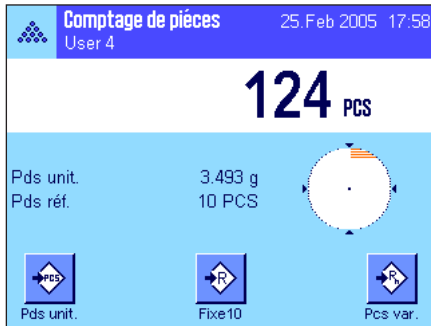 Comptage de piéces 25.Feb 2005 17:58
User 4
124 PCS
Pds unit. 3.493 g
Pds réf. 10 PCS
PCS R Rn
Pds unit. Fixe10 Pcs var.